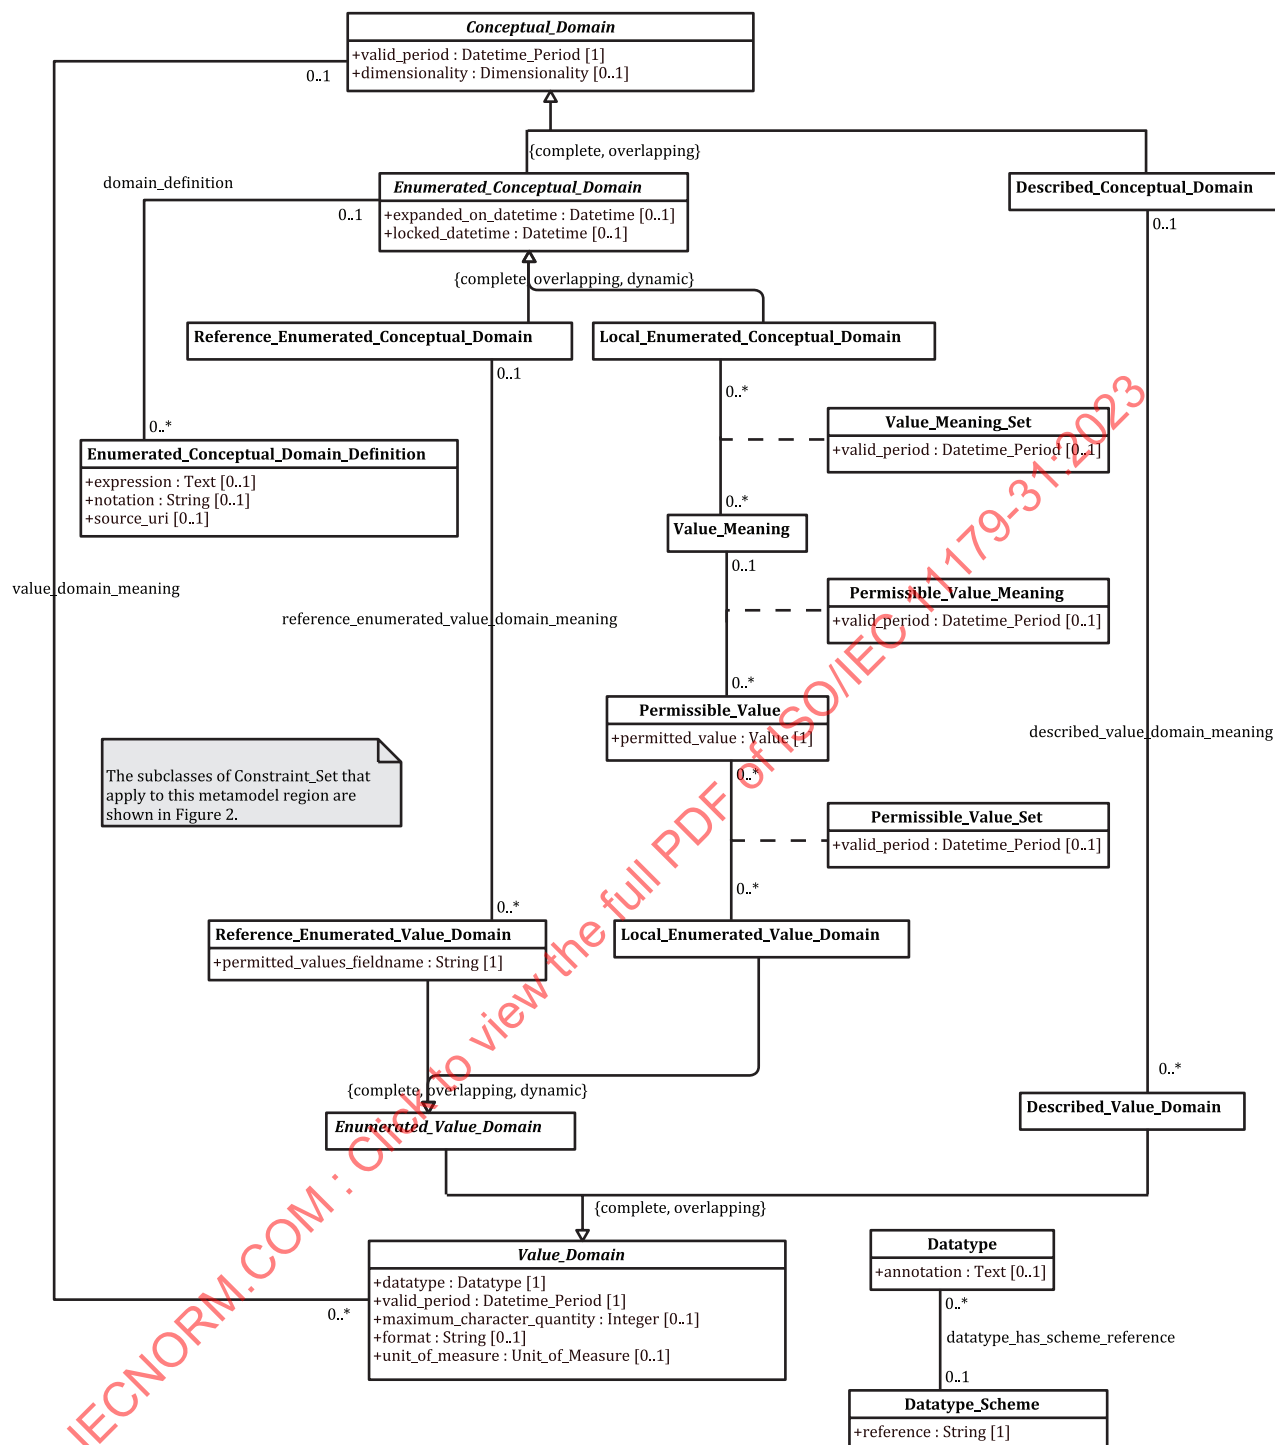 Conceptual_Domain
+valid_period : Datetime_Period [1]
+dimensionality : Dimensionality [0..1]
0..1
{complete, overlapping}
domain_definition
Enumerated_Conceptual_Domain
+expanded_on_datetime : Datetime [0..1]
+locked_datetime : Datetime [0..1]
0..1
Described_Conceptual_Domain
0..1
{complete, overlapping, dynamic}
Reference_Enumerated_Conceptual_Domain
0..1
Local_Enumerated_Conceptual_Domain
0..*
Value_Meaning_Set
+valid_period : Datetime_Period [0..1]
0..*
Enumerated_Conceptual_Domain_Definition
+expression : Text [0..1]
+notation : String [0..1]
+source_uri [0..1]
0..*
Value_Meaning
0..1
value_domain_meaning
Permissible_Value_Meaning
+valid_period : Datetime_Period [0..1]
reference_enumerated_value_domain_meaning
0..*
Permissible_Value
+permitted_value : Value [1]
described_value_domain_meaning
The subclasses of Constraint_Set that
apply to this metamodel region are
shown in Figure 2.
0..*
Permissible_Value_Set
+valid_period : Datetime_Period [0..1]
0..*
0..*
Reference_Enumerated_Value_Domain
+permitted_values_fieldname : String [1]
Local_Enumerated_Value_Domain
0..*
{complete, overlapping, dynamic}
Enumerated_Value_Domain
Described_Value_Domain
{complete, overlapping}
Value_Domain
+datatype : Datatype [1]
+valid_period : Datetime_Period [1]
+maximum_character_quantity : Integer [0..1]
+format : String [0..1]
+unit_of_measure : Unit_of_Measure [0..1]
0..*
Datatype
+annotation : Text [0..1]
0..*
datatype_has_scheme_reference
0..1
Datatype_Scheme
+reference : String [1]
IECNORM.COM : Click to view the full PDF of ISO/IEC 11179-31:2023